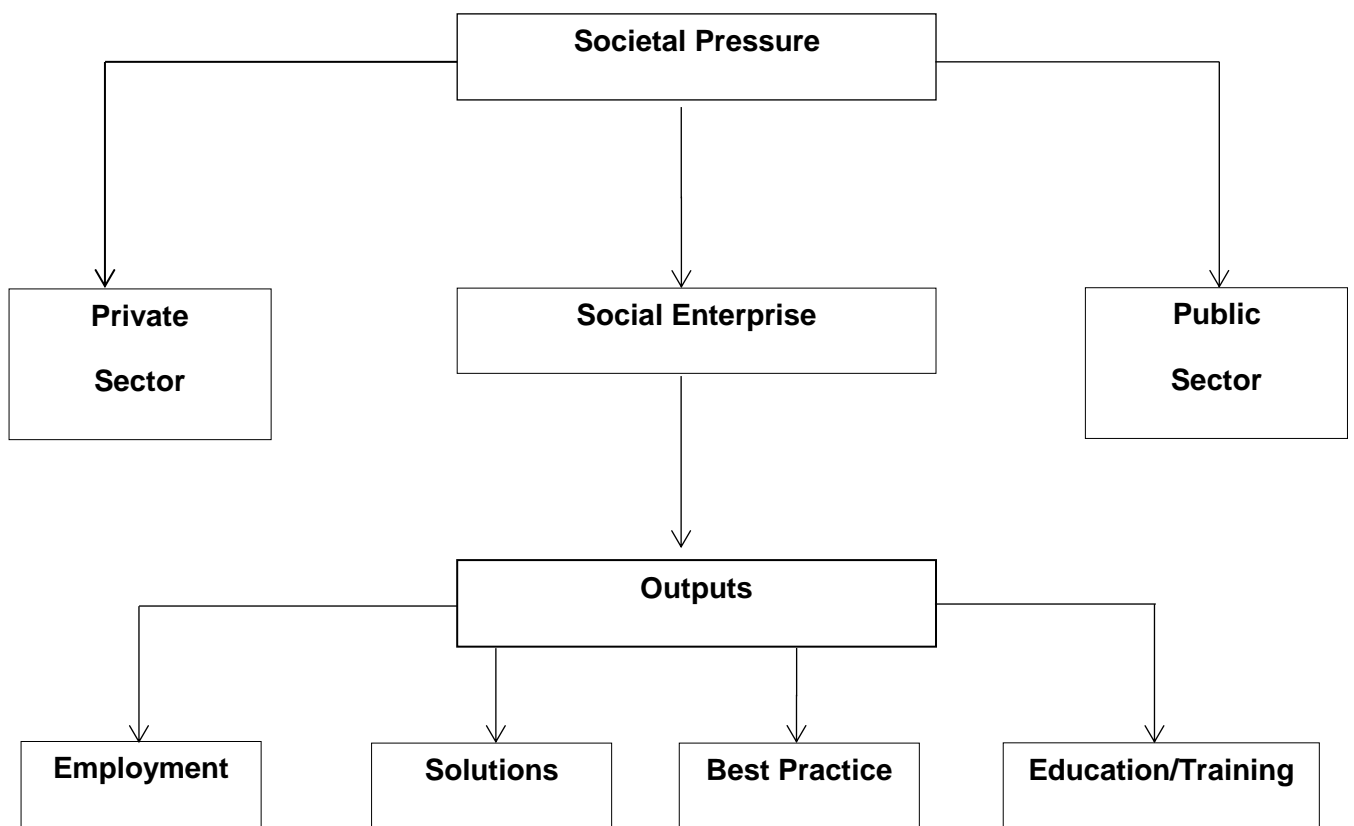 Societal Pressure
Private
Sector
Social Enterprise
Public
Sector
Outputs
Employment
Solutions
Best Practice
Education/Training